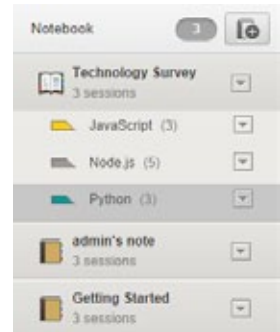 Notebook 3
Technology Survey
3 sessions
JavaScript (3)
Node.js (5)
Python (3)
admin's note
3 sessions
Getting Started
3 sessions